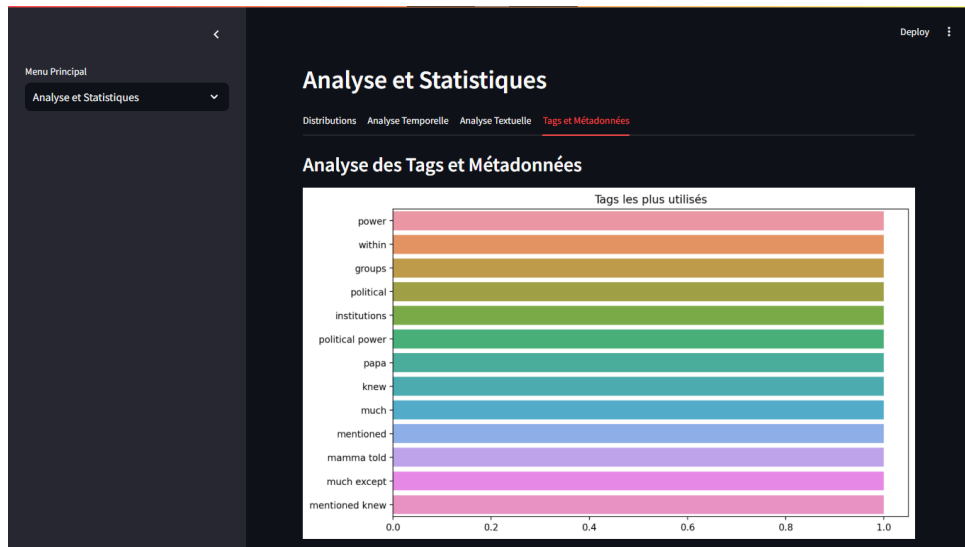 Deploy
Menu Principal
Analyse et Statistiques
Analyse et Statistiques
Distributions Analyse Temporelle Analyse Textuelle Tags et Métadonnées
Analyse des Tags et Métadonnées
Tags les plus utilisés
power
within
groups
political
institutions
political power
papa
knew
much
mentioned
mamma told
much except
mentioned knew
0.0 0.2 0.4 0.6 0.8 1.0